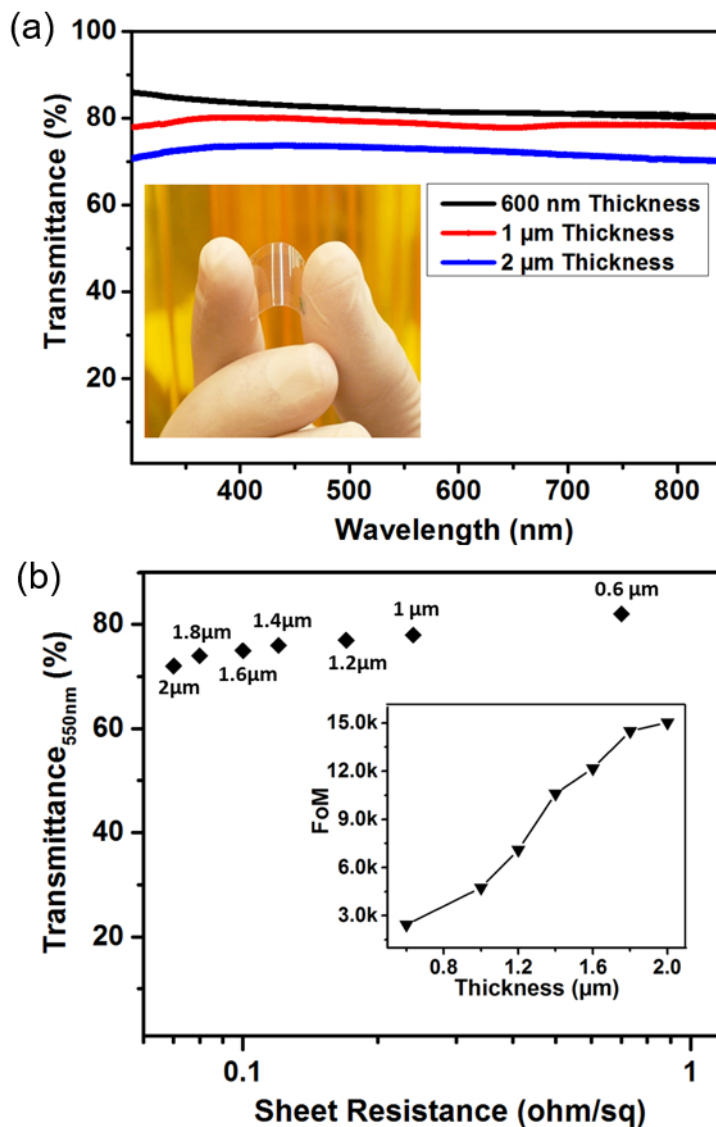 (a)
100
80
60
40
20
Transmittance (%)
600 nm Thickness
1 µm Thickness
2 µm Thickness
400
500
600
700
800
Wavelength (nm)
(b)
80
60
40
20
Transmittance550nm (%)
2µm
1.8µm
1.6µm
1.4µm
1.2µm
1 µm
0.6 µm
15.0k
12.0k
9.0k
6.0k
3.0k
FoM
0.8
1.2
1.6
2.0
Thickness (µm)
0.1
1
Sheet Resistance (ohm/sq)